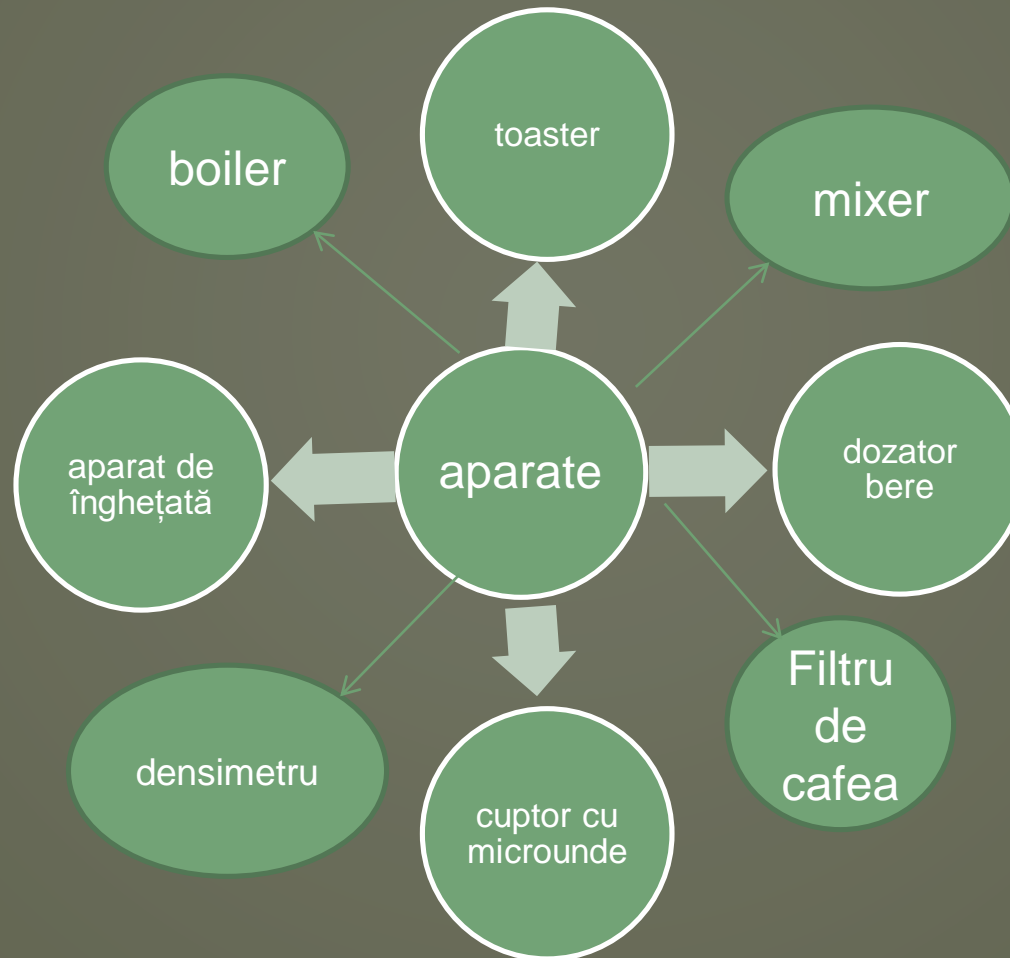 toaster
boiler
mixer
aparat de
înghețată
aparate
dozator
bere
densimetru
cuptor cu
microunde
Filtru
de
cafea